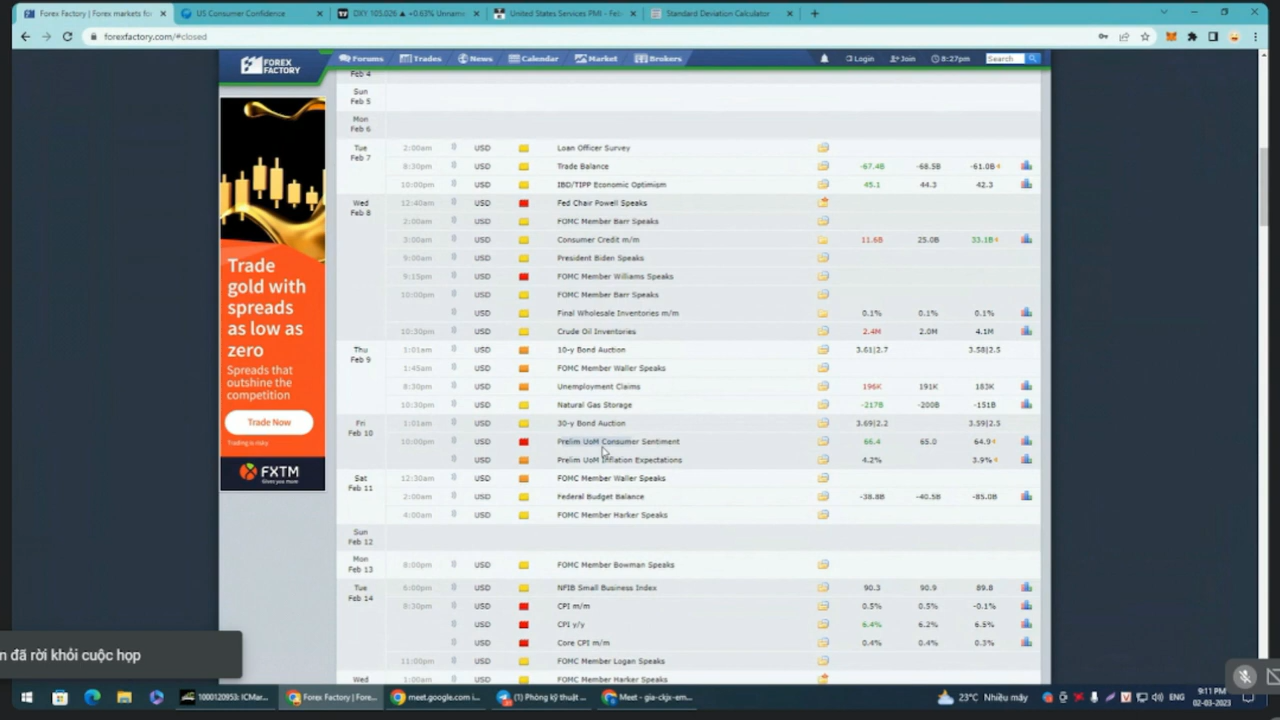 Forex Factory | Forex markets fo
US Consumer Confidence
DXY 105.026 ▲ +0.63% Unname
United States Services PMI - Feb
Standard Deviation Calculator
forexfactory.com/#closed
FOREX FACTORY
Forums Trades News Calendar Market Brokers Login Join 8:27pm Search
Feb 4
Sun Feb 5
Mon Feb 6
Tue Feb 7 2:00am USD Loan Officer Survey
8:30pm USD Trade Balance -67.4B -68.5B -61.0B
10:00pm USD IBD/TIPP Economic Optimism 45.1 44.3 42.3
Wed Feb 8 12:40am USD Fed Chair Powell Speaks
2:00am USD FOMC Member Barr Speaks
3:00am USD Consumer Credit m/m 11.6B 25.0B 33.1B
9:00am USD President Biden Speaks
9:15pm USD FOMC Member Williams Speaks
10:00pm USD FOMC Member Barr Speaks
USD Final Wholesale Inventories m/m 0.1% 0.1% 0.1%
10:30pm USD Crude Oil Inventories 2.4M 2.0M 4.1M
Thu Feb 9 1:01am USD 10-y Bond Auction 3.61|2.7 3.58|2.5
1:45am USD FOMC Member Waller Speaks
8:30pm USD Unemployment Claims 196K 191K 183K
10:30pm USD Natural Gas Storage -217B -200B -151B
Fri Feb 10 1:01am USD 30-y Bond Auction 3.69|2.2 3.59|2.5
10:00pm USD Prelim UoM Consumer Sentiment 66.4 65.0 64.9
USD Prelim UoM Inflation Expectations 4.2% 3.9%
Sat Feb 11 12:30am USD FOMC Member Waller Speaks
2:00am USD Federal Budget Balance -38.8B -40.5B -85.0B
4:00am USD FOMC Member Harker Speaks
Sun Feb 12
Mon Feb 13 8:00pm USD FOMC Member Bowman Speaks
Tue Feb 14 6:00pm USD NFIB Small Business Index 90.3 90.9 89.8
8:30pm USD CPI m/m 0.5% 0.5% -0.1%
USD CPI y/y 6.4% 6.2% 6.5%
USD Core CPI m/m 0.4% 0.4% 0.3%
11:00pm USD FOMC Member Logan Speaks
Wed 1:00am USD FOMC Member Harker Speaks
Trade
gold with
spreads
as low as
zero
Spreads that
outshine the
competition
Trade Now
Trading is risky
FXTM
n đã rời khỏi cuộc họp
1000120953: ICMar...
Forex Factory | Fore...
meet.google.com i...
(1) Phòng kỹ thuật ...
Meet - gia-ckjx-em...
23°C Nhiều mây
ENG
9:11 PM
02-03-2023